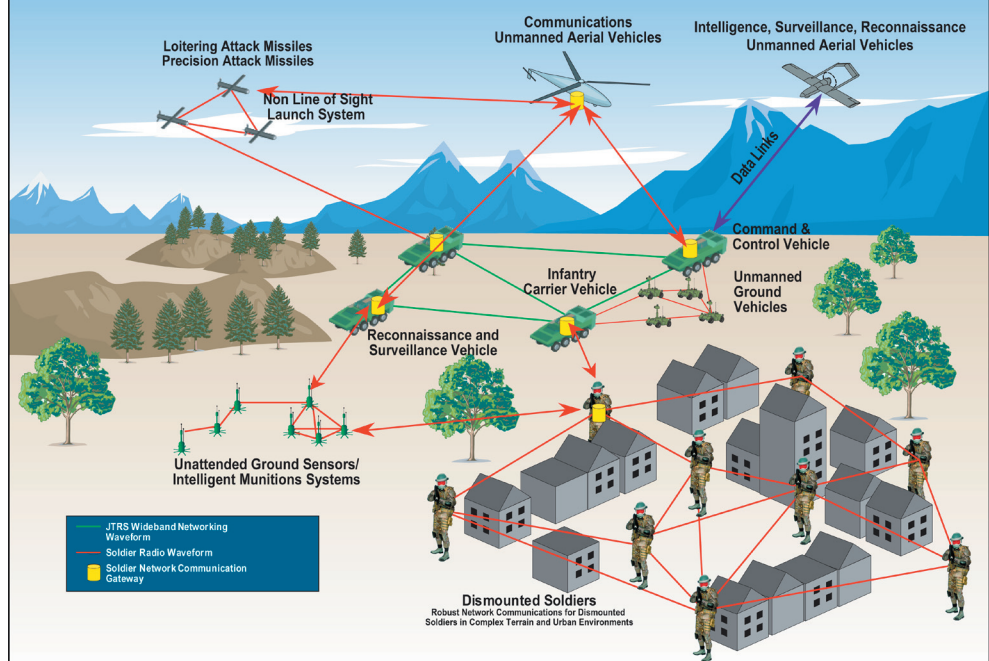 Communications
Unmanned Aerial Vehicles
Intelligence, Surveillance, Reconnaissance
Unmanned Aerial Vehicles
Loitering Attack Missiles
Precision Attack Missiles
Non Line of Sight
Launch System
Data Links
Command &
Control Vehicle
Infantry
Carrier Vehicle
Unmanned
Ground
Vehicles
Reconnaissance and
Surveillance Vehicle
Unattended Ground Sensors/
Intelligent Munitions Systems
JTRS Wideband Networking
Waveform
Soldier Radio Waveform
Soldier Network Communication
Gateway
Dismounted Soldiers
Robust Network Communications for Dismounted
Soldiers in Complex Terrain and Urban Environments